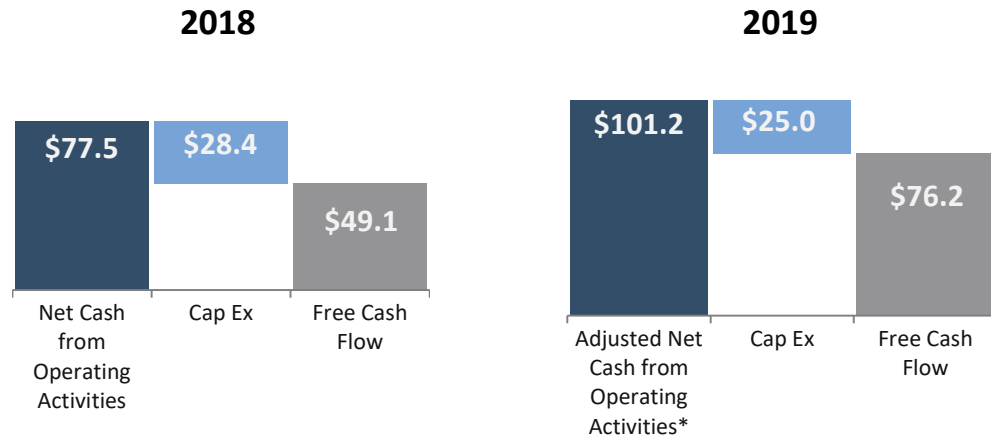 2018
$77.5
$28.4
$49.1
Net Cash
from
Operating
Activities
Cap Ex
Free Cash
Flow
2019
$101.2
$25.0
$76.2
Adjusted Net
Cash from
Operating
Activities*
Cap Ex
Free Cash
Flow